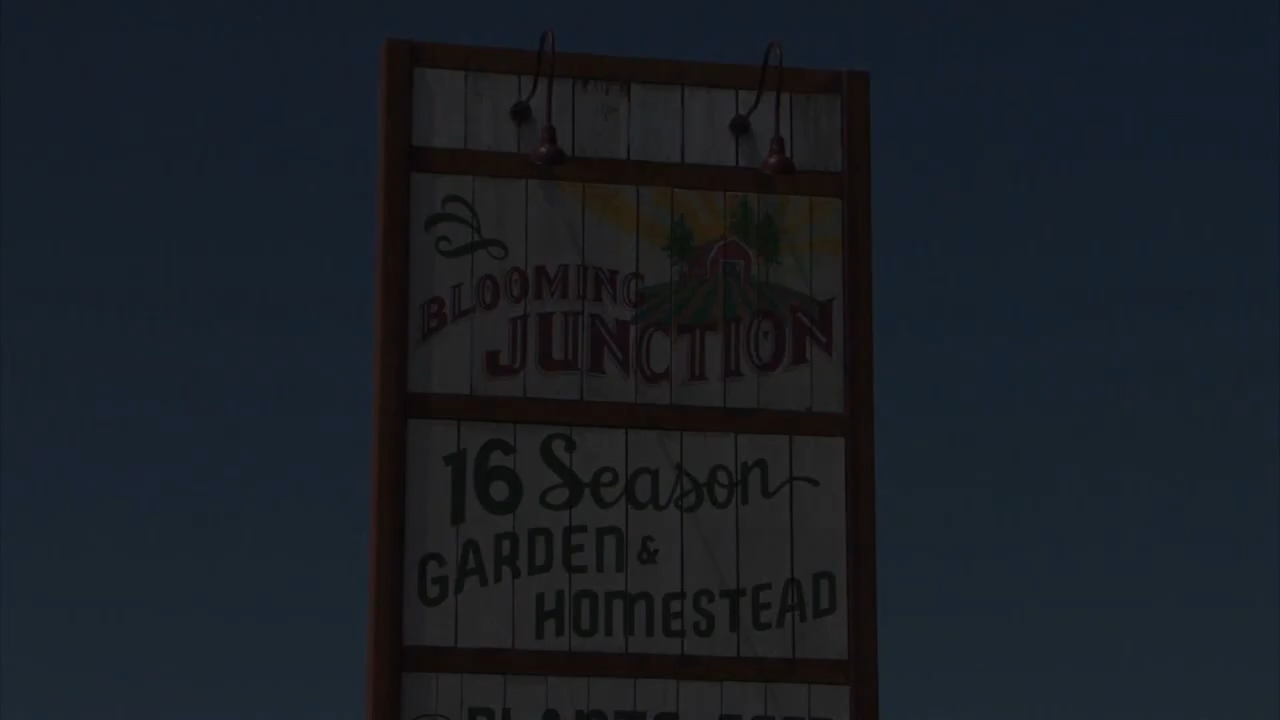 BLOOMING
JUNCTION
16 Season
GARDEN &
HOMESTEAD